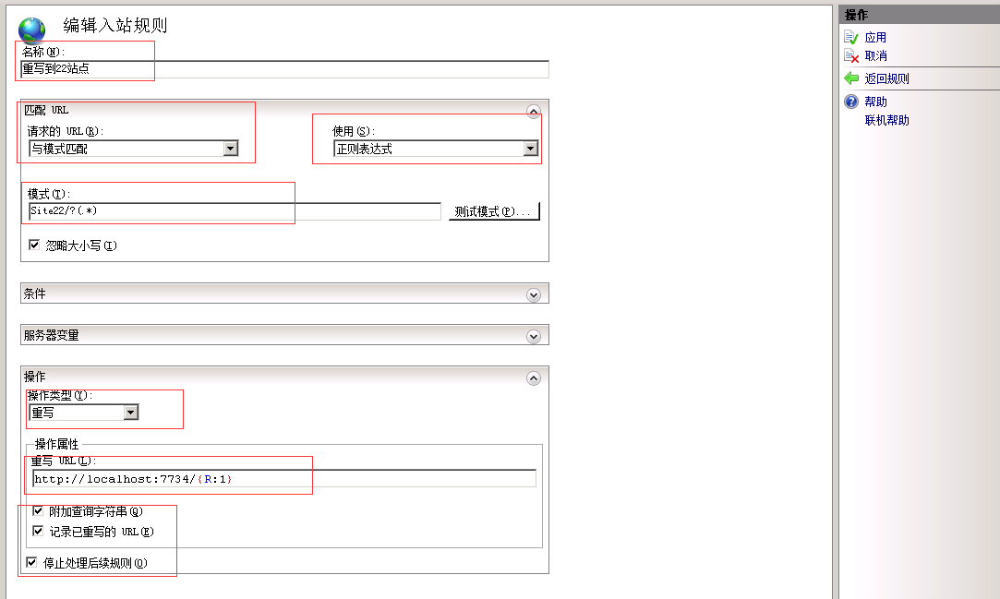 编辑入站规则
名称(N):
重写到22站点
匹配 URL
请求的 URL(R):
使用(S):
与模式匹配
正则表达式
模式(T):
Site22/?(.*)
测试模式(P)...
忽略大小写(I)
条件
服务器变量
操作
操作类型(Y):
重写
操作属性
重写 URL(L):
http://localhost:7734/{R:1}
附加查询字符串(Q)
记录已重写的 URL(E)
停止处理后续规则(O)
操作
应用
取消
返回规则
帮助
联机帮助